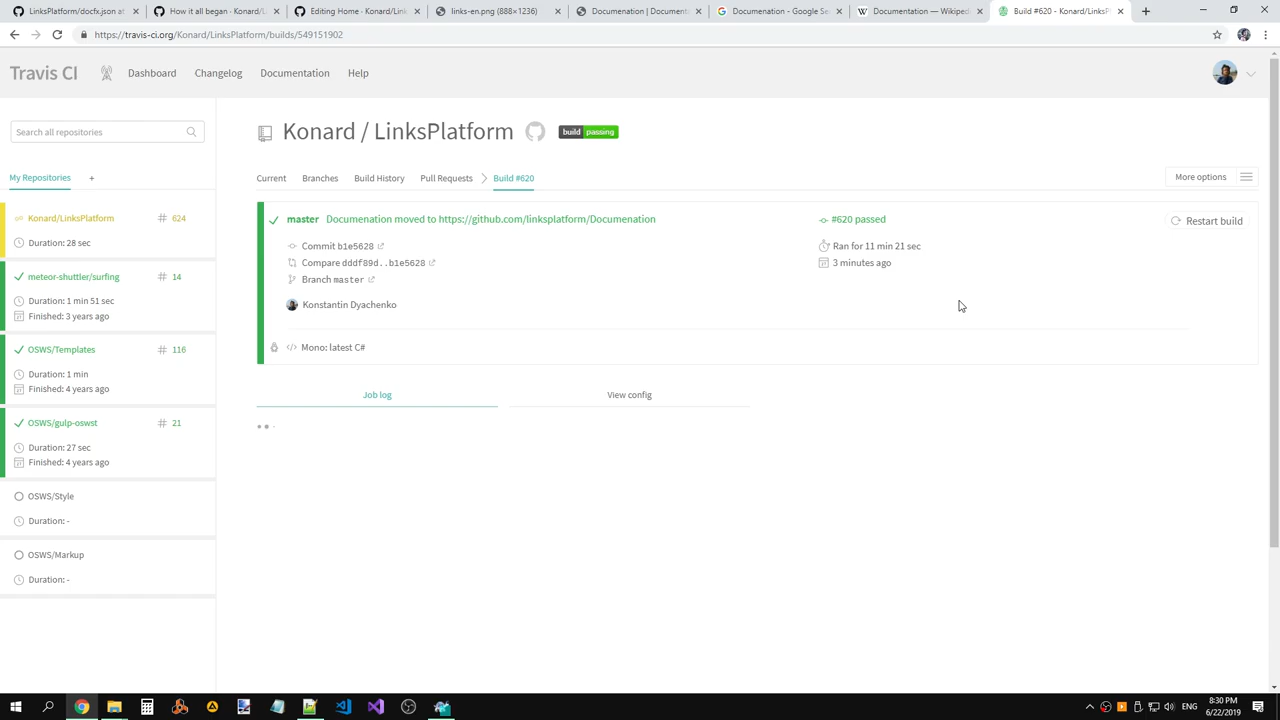 LinksPlatform/docfx.json at
How it all began · Konard/L
Editing Home · Konard/Link
links-en.png (888×1236)
Documentation | Document
Documenation - Google Se
Documentation — Wikiped
Build #620 - Konard/LinksPl
https://travis-ci.org/Konard/LinksPlatform/builds/549151902
Travis CI
Dashboard
Changelog
Documentation
Help
Search all repositories
Konard / LinksPlatform
build passing
My Repositories
+
Current
Branches
Build History
Pull Requests
Build #620
More options
Konard/LinksPlatform
# 624
Duration: 28 sec
meteor-shuttler/surfing
# 14
Duration: 1 min 51 sec
Finished: 3 years ago
OSWS/Templates
# 116
Duration: 1 min
Finished: 4 years ago
OSWS/gulp-oswst
# 21
Duration: 27 sec
Finished: 4 years ago
OSWS/Style
Duration: -
OSWS/Markup
Duration: -
master Documenation moved to https://github.com/linksplatform/Documenation
#620 passed
Restart build
Commit b1e5628
Ran for 11 min 21 sec
Compare dddf89d..b1e5628
3 minutes ago
Branch master
Konstantin Dyachenko
</> Mono: latest C#
Job log
View config
ENG
8:30 PM
6/22/2019